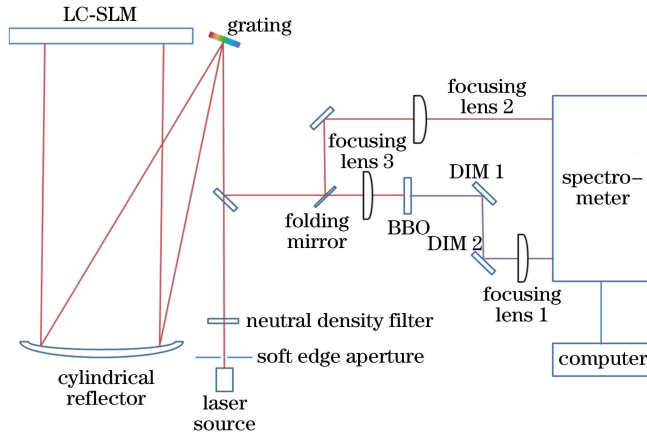 LC-SLM
grating
focusing
lens 2
focusing
lens 3
DIM 1
spectro-
meter
folding
mirror
BBO
DIM 2
focusing
lens 1
neutral density filter
soft edge aperture
computer
cylindrical
reflector
laser
source